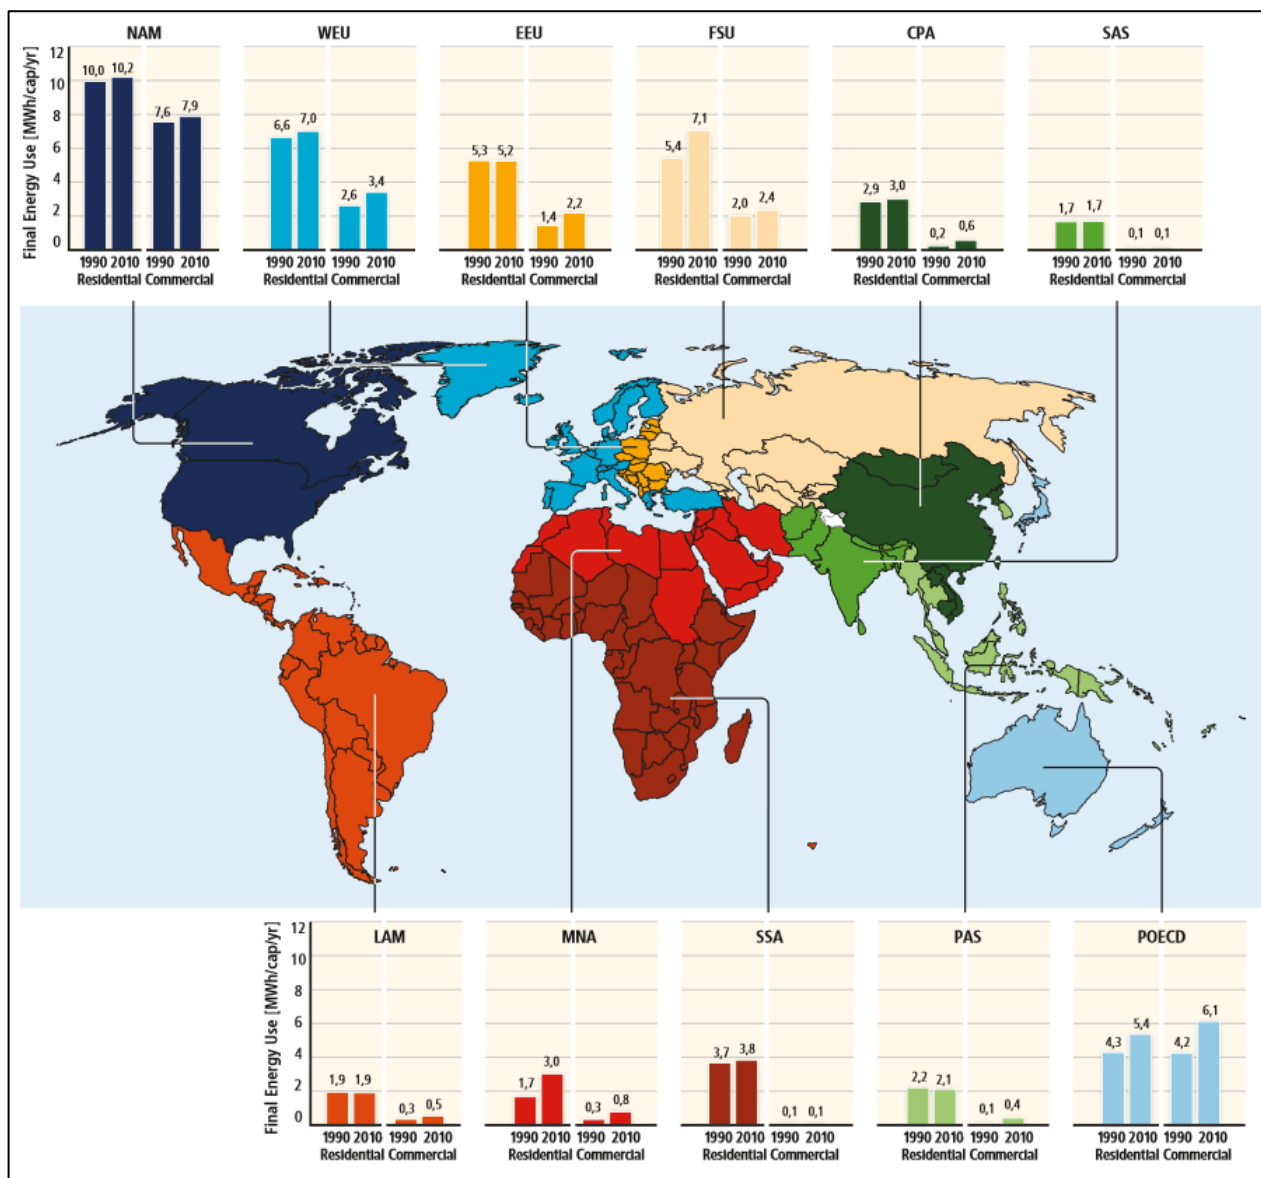 NAM WEU EEU FSU CPA SAS
Final Energy Use [MWh/cap/yr]
12
10
8
6
4
2
0
10,0 10,2 7,6 7,9
6,6 7,0 2,6 3,4
5,3 5,2 1,4 2,2
5,4 7,1 2,0 2,4
2,9 3,0 0,2 0,6
1,7 1,7 0,1 0,1
1990 2010 1990 2010 1990 2010 1990 2010 1990 2010 1990 2010 1990 2010 1990 2010 1990 2010 1990 2010 1990 2010 1990 2010
Residential Commercial Residential Commercial Residential Commercial Residential Commercial Residential Commercial Residential Commercial
LAM MNA SSA PAS POECD
Final Energy Use [MWh/cap/yr]
12
10
8
6
4
2
0
1,9 1,9 0,3 0,5
1,7 3,0 0,3 0,8
3,7 3,8 0,1 0,1
2,2 2,1 0,1 0,4
4,3 5,4 4,2 6,1
1990 2010 1990 2010 1990 2010 1990 2010 1990 2010 1990 2010 1990 2010 1990 2010 1990 2010 1990 2010
Residential Commercial Residential Commercial Residential Commercial Residential Commercial Residential Commercial